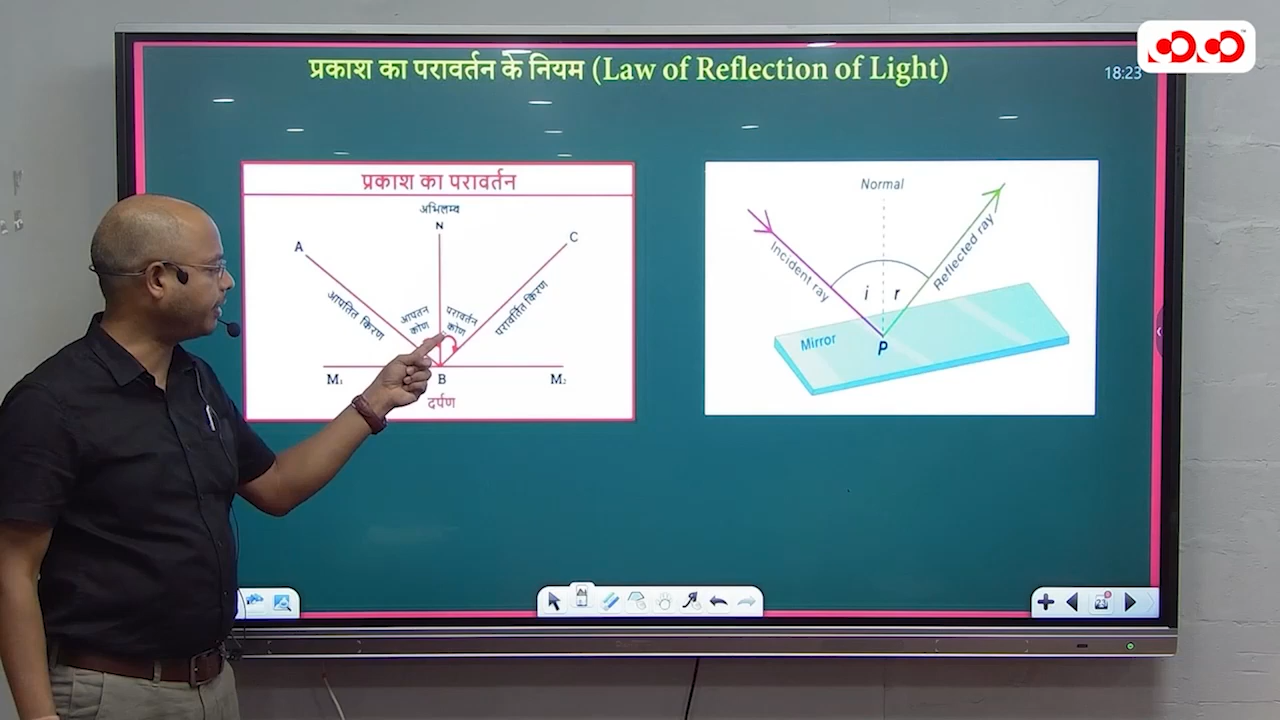 प्रकाश का परावर्तन के नियम (Law of Reflection of Light)
18:23
प्रकाश का परावर्तन
अभिलम्ब
N
A
C
आपतित किरण
आपतन
कोण
परावर्तन
कोण
परावर्तित किरण
M₁
B
M₂
दर्पण
Normal
Incident ray
Reflected ray
i
r
Mirror
P